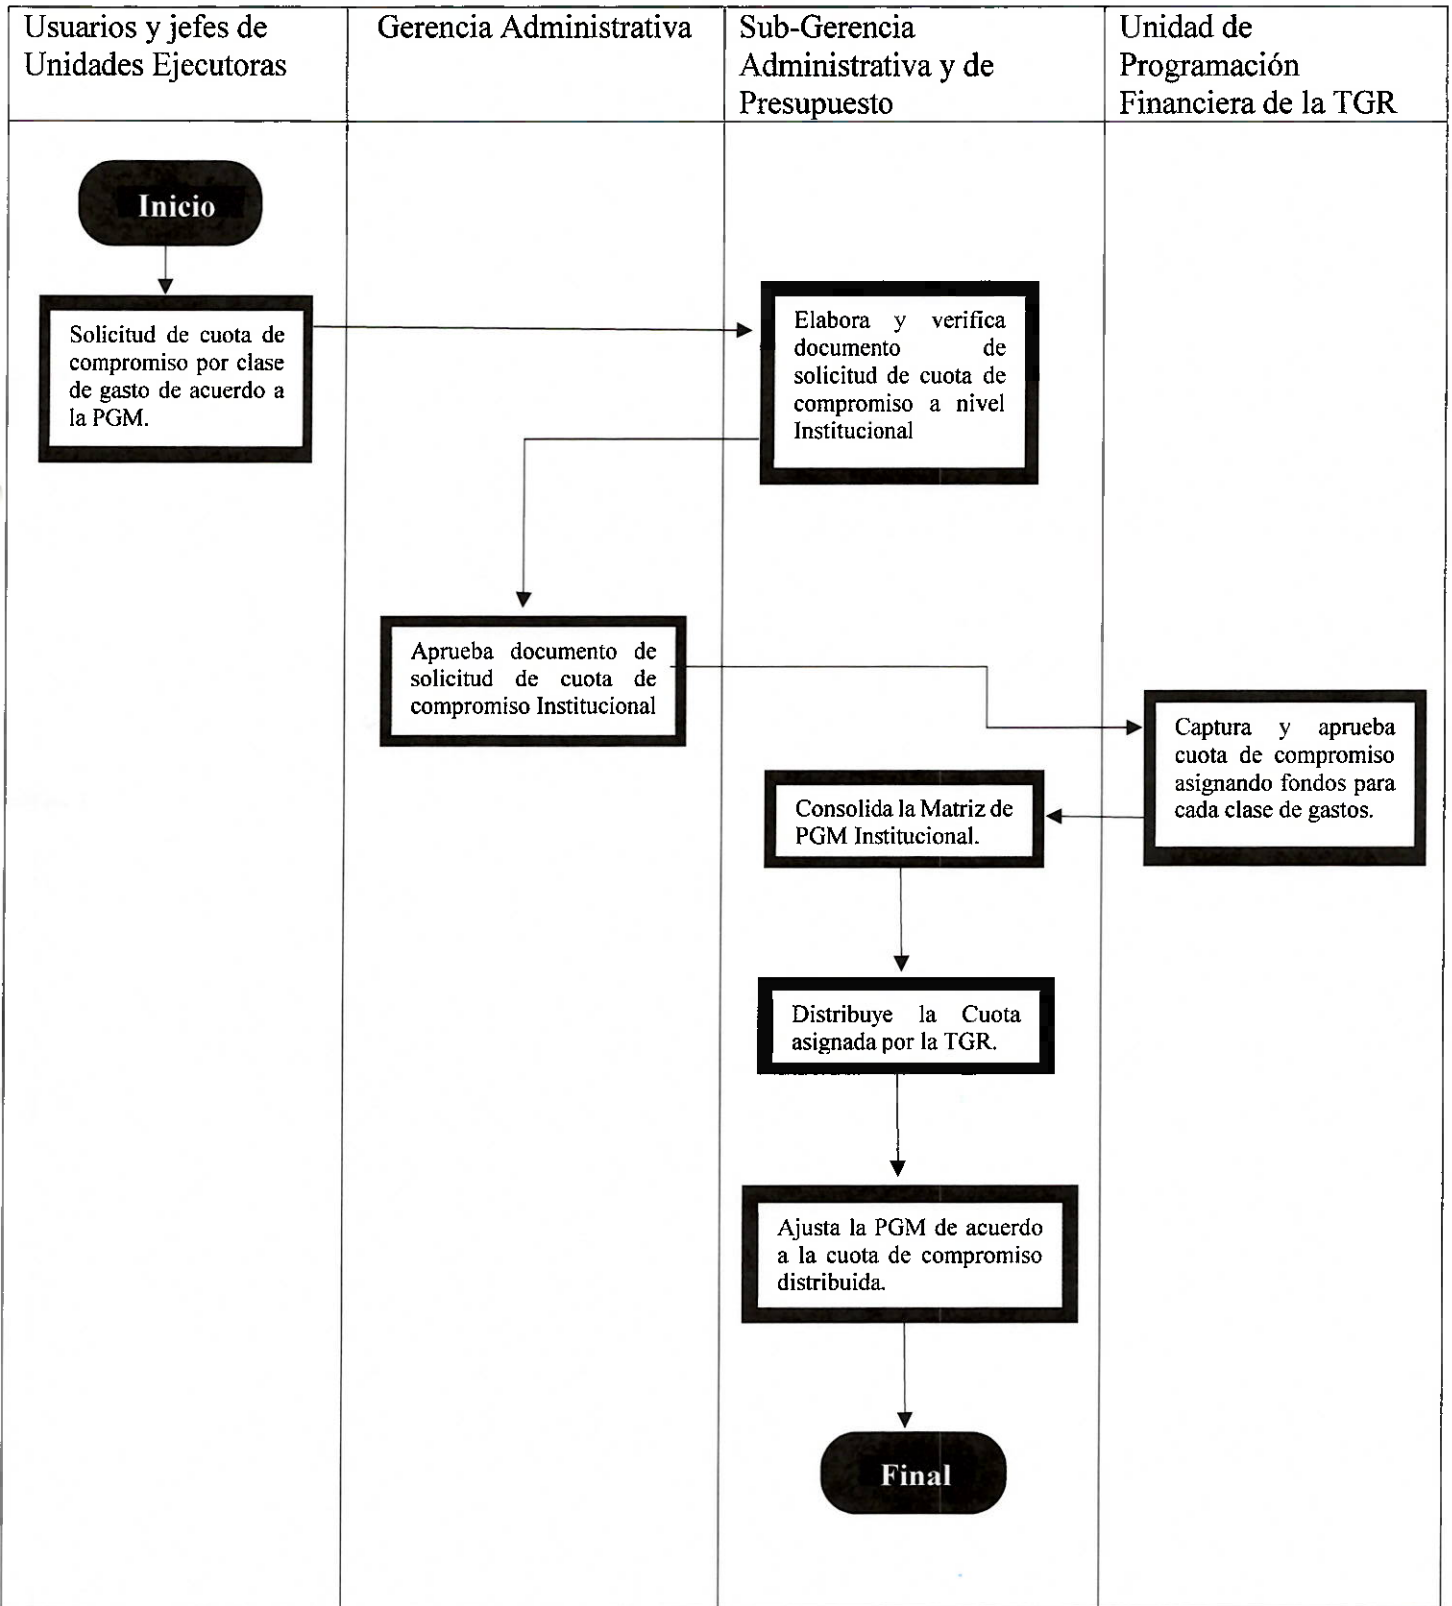 Usuarios y jefes de
Unidades Ejecutoras
Gerencia Administrativa
Sub-Gerencia
Administrativa y de
Presupuesto
Unidad de
Programación
Financiera de la TGR
Inicio
Solicitud de cuota de
compromiso por clase
de gasto de acuerdo a
la PGM.
Elabora y verifica
documento de
solicitud de cuota de
compromiso a nivel
Institucional
Aprueba documento de
solicitud de cuota de
compromiso Institucional
Captura y aprueba
cuota de compromiso
asignando fondos para
cada clase de gastos.
Consolida la Matriz de
PGM Institucional.
Distribuye la Cuota
asignada por la TGR.
Ajusta la PGM de acuerdo
a la cuota de compromiso
distribuida.
Final